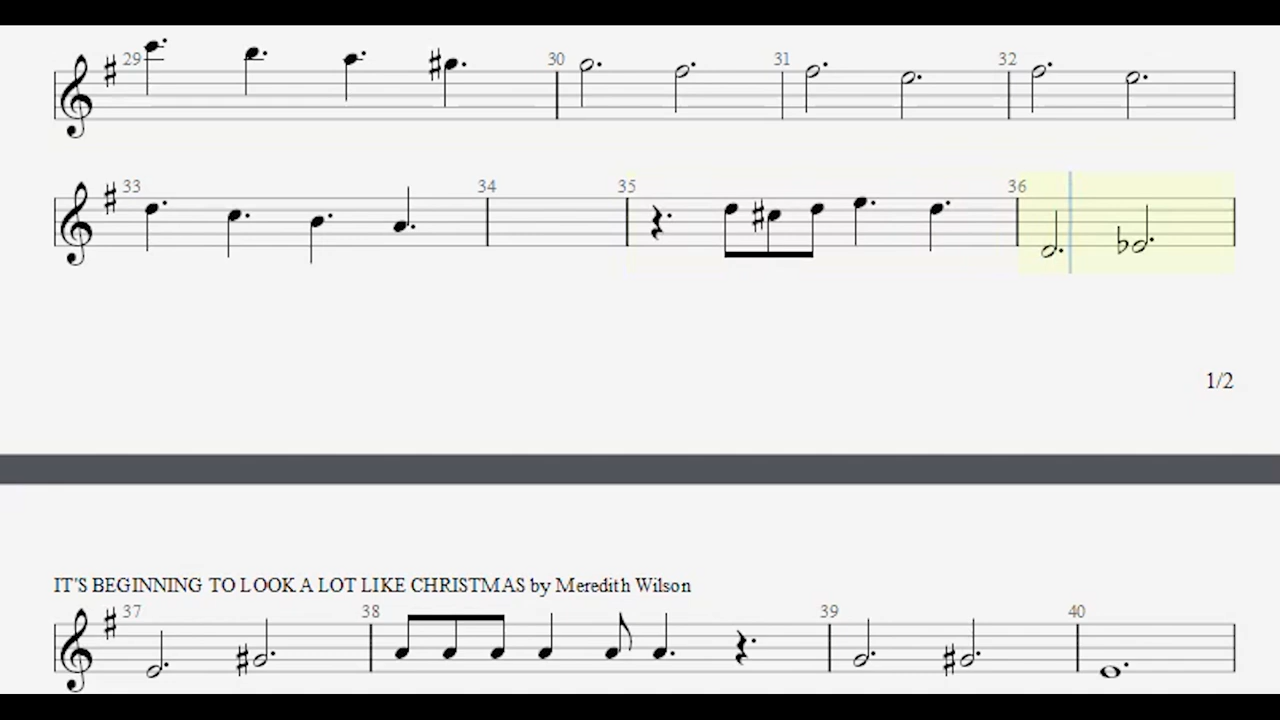 29 30 31 32
33 34 35 36
1/2
IT'S BEGINNING TO LOOK A LOT LIKE CHRISTMAS by Meredith Wilson
37 38 39 40